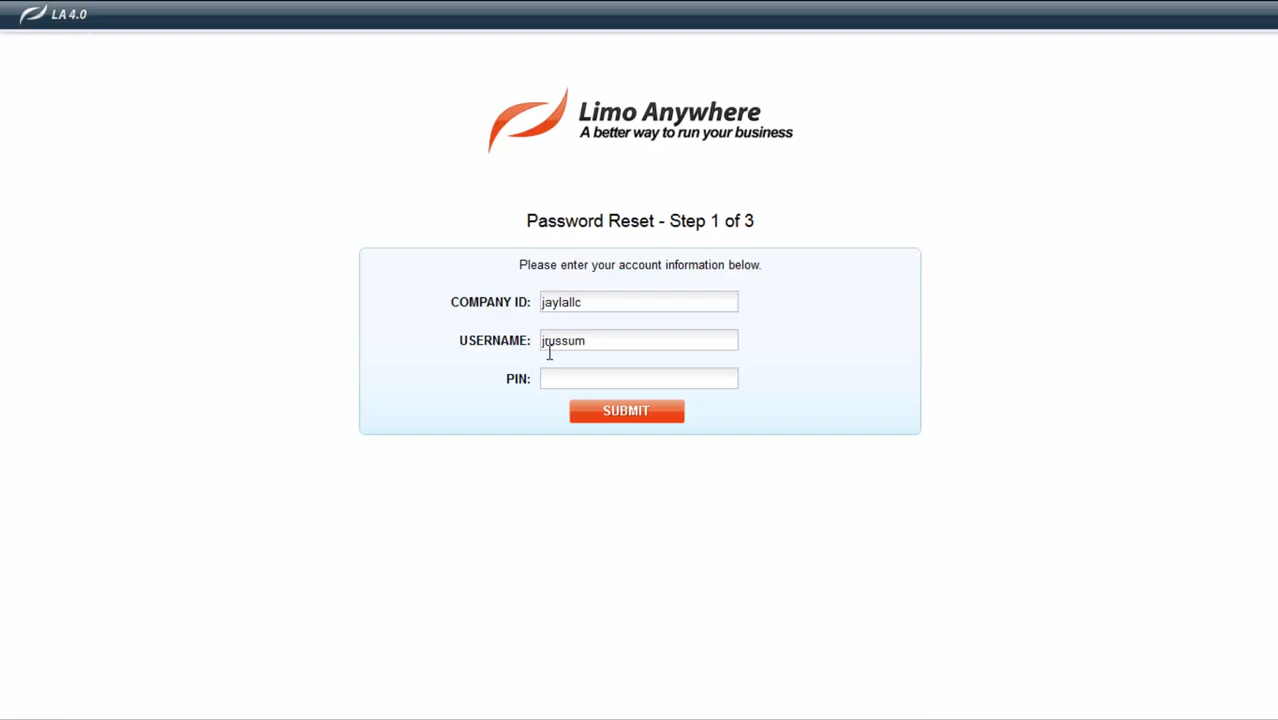 LA 4.0
Limo Anywhere
A better way to run your business
Password Reset - Step 1 of 3
Please enter your account information below.
COMPANY ID: jaylallc
USERNAME: jrussum
PIN:
SUBMIT